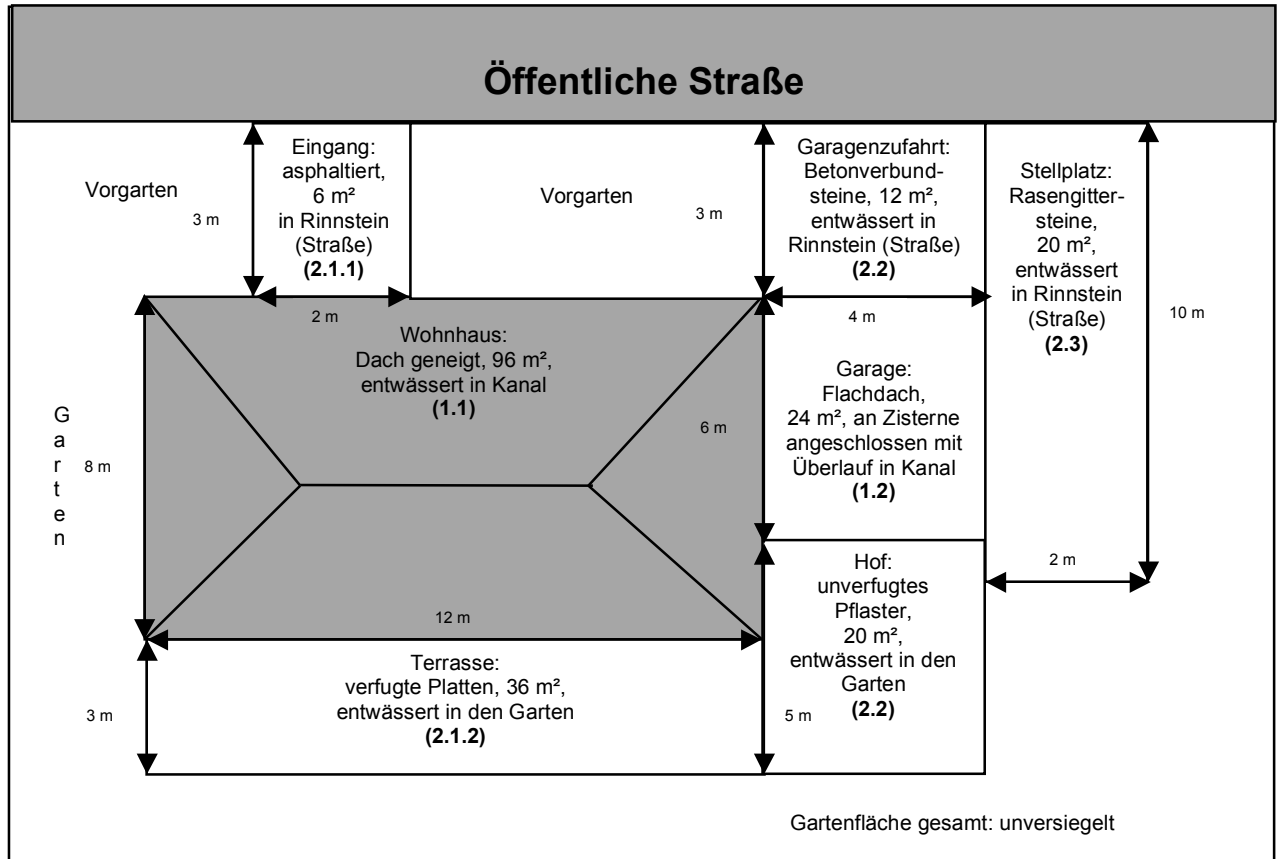 Öffentliche Straße
Vorgarten
3 m
Eingang:
asphaltiert,
6 m²
in Rinnstein
(Straße)
(2.1.1)
2 m
Vorgarten
3 m
Garagenzufahrt:
Betonverbund-
steine, 12 m²,
entwässert in
Rinnstein (Straße)
(2.2)
4 m
Stellplatz:
Rasengitter-
steine,
20 m²,
entwässert
in Rinnstein
(Straße)
(2.3)
10 m
2 m
G
a
r
t
e
n
8 m
Wohnhaus:
Dach geneigt, 96 m²,
entwässert in Kanal
(1.1)
6 m
12 m
Garage:
Flachdach,
24 m², an Zisterne
angeschlossen mit
Überlauf in Kanal
(1.2)
Hof:
unverfugtes
Pflaster,
20 m²,
entwässert in den
Garten
(2.2)
5 m
3 m
Terrasse:
verfugte Platten, 36 m²,
entwässert in den Garten
(2.1.2)
Gartenfläche gesamt: unversiegelt